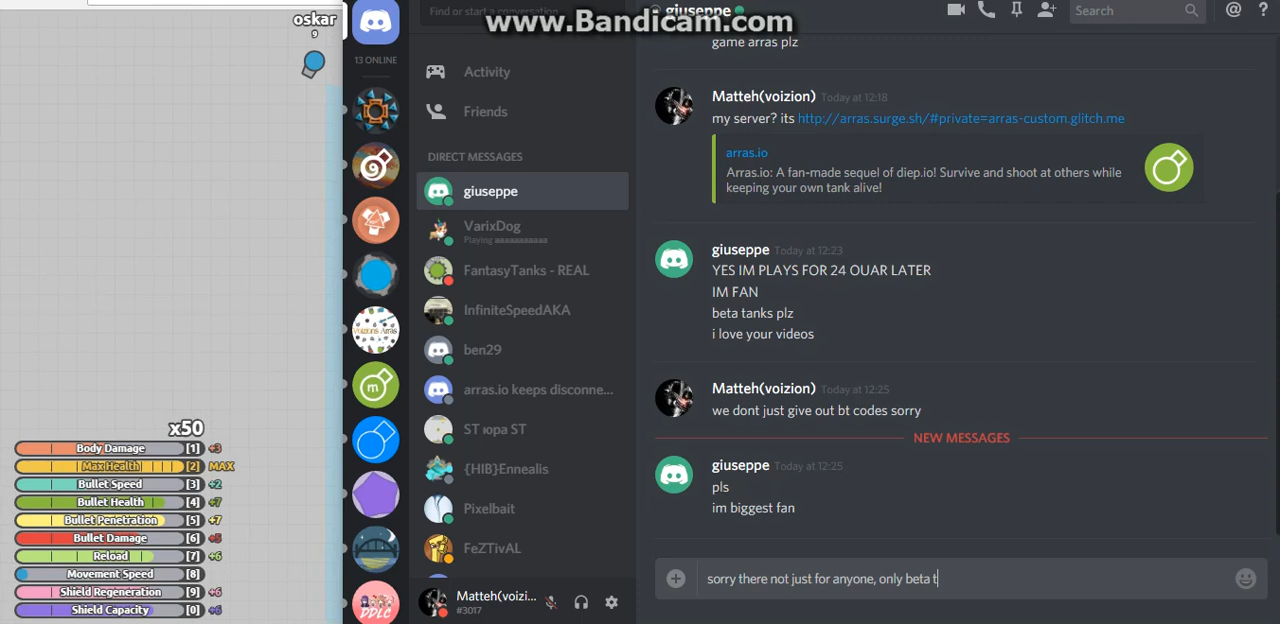 www.Bandicam.com
oskar
9
x50
Body Damage [1] +3
Max Health [2] MAX
Bullet Speed [3] +2
Bullet Health [4] +7
Bullet Penetration [5] +7
Bullet Damage [6] +5
Reload [7] +6
Movement Speed [8]
Shield Regeneration [9] +6
Shield Capacity [0] +6
13 ONLINE
Voizions Arras
m
DDLC
Find or start a conversation
Activity
Friends
DIRECT MESSAGES
giuseppe
VarixDog
Playing
FantasyTanks - REAL
InfiniteSpeedAKA
ben29
arras.io keeps disconne...
ST юра ST
{HIB}Ennealis
Pixelbait
FeZTivAL
Matteh(voizi...
#3017
giuseppe
Search
@ ?
game arras plz
Matteh(voizion) Today at 12:18
my server? its http://arras.surge.sh/#private=arras-custom.glitch.me
arras.io
Arras.io: A fan-made sequel of diep.io! Survive and shoot at others while
keeping your own tank alive!
giuseppe Today at 12:23
YES IM PLAYS FOR 24 OUAR LATER
IM FAN
beta tanks plz
i love your videos
Matteh(voizion) Today at 12:25
we dont just give out bt codes sorry
NEW MESSAGES
giuseppe Today at 12:25
pls
im biggest fan
sorry there not just for anyone, only beta t